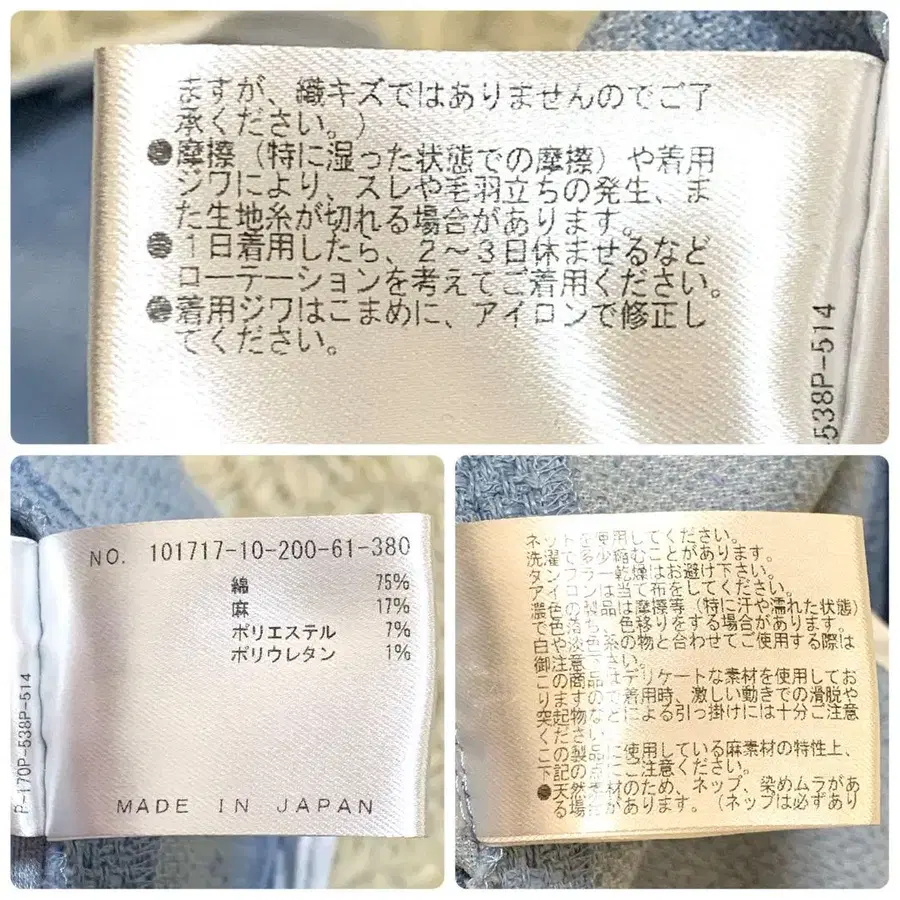 ますが、織キズではありませんのでご了
承ください。)
●摩擦（特に湿った状態での摩擦）や着用
ジワにより、スレや毛羽立ちの発生、ま
た生地糸が切れる場合があります。
●1日着用したら、2〜3日休ませるなど
ローテーションを考えてご着用ください。
●着用ジワはこまめに、アイロンで修正し
てください。
538P-514
NO. 101717-10-200-61-380
綿 75%
麻 17%
ポリエステル 7%
ポリウレタン 1%
P-170P-538P-514
MADE IN JAPAN
ネットを使用してください。
洗濯で多少縮むことがあります。
タンブラー乾燥はお避け下さい。
アイロンは当て布をしてください。
濃色の製品は摩擦等（特に汗や濡れた状態）
で色落ち、色移りをする場合があります。
白や淡色系の物と合わせてご使用する際は
御注意下さい。
この商品はデリケートな素材を使用してお
りますので着用時、激しい動きでの滑脱や
突起物などによる引っ掛けには十分ご注意
ください。
この製品に使用している麻素材の特性上、
下記の点にご注意ください。
●天然素材のため、ネップ、染めムラがあ
る場合があります。（ネップは必ずあり